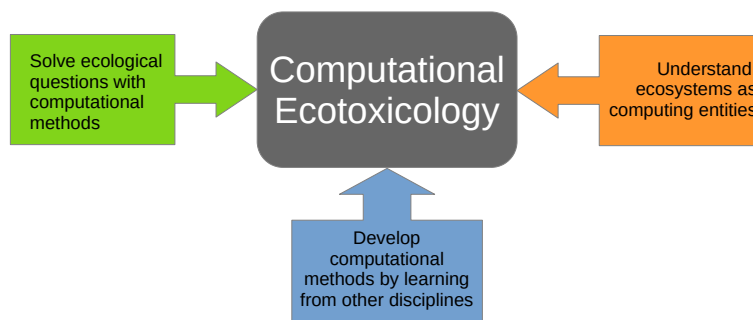 Solve ecological
questions with
computational
methods
Computational
Ecotoxicology
Understand
ecosystems as
computing entities
Develop
computational
methods by learning
from other disciplines